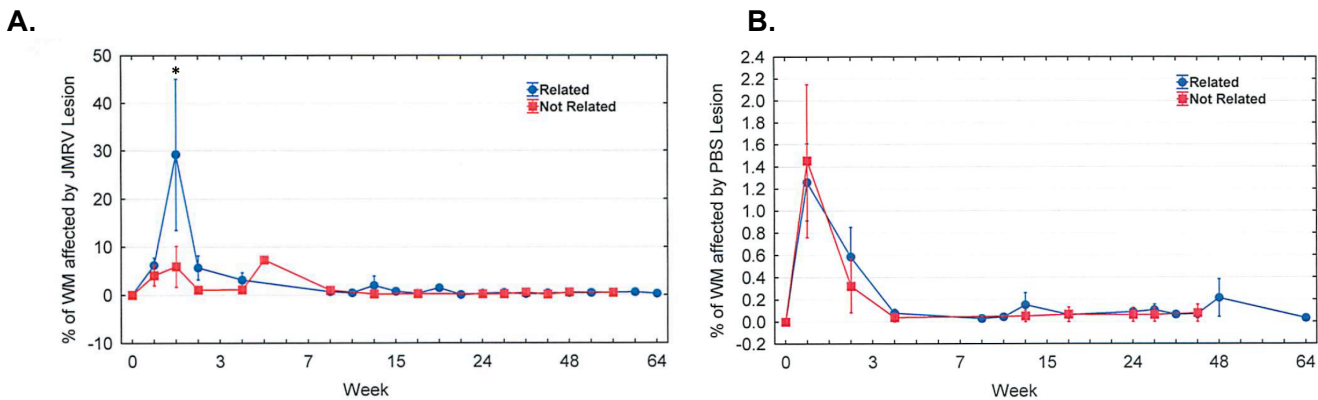 A.
% of WM affected by JMRV Lesion
50
40
30
20
10
0
-10
*
Related
Not Related
0 3 7 15 24 48 64
Week
B.
% of WM affected by PBS Lesion
2.4
2.2
2.0
1.8
1.6
1.4
1.2
1.0
0.8
0.6
0.4
0.2
0.0
-0.2
Related
Not Related
0 3 7 15 24 48 64
Week